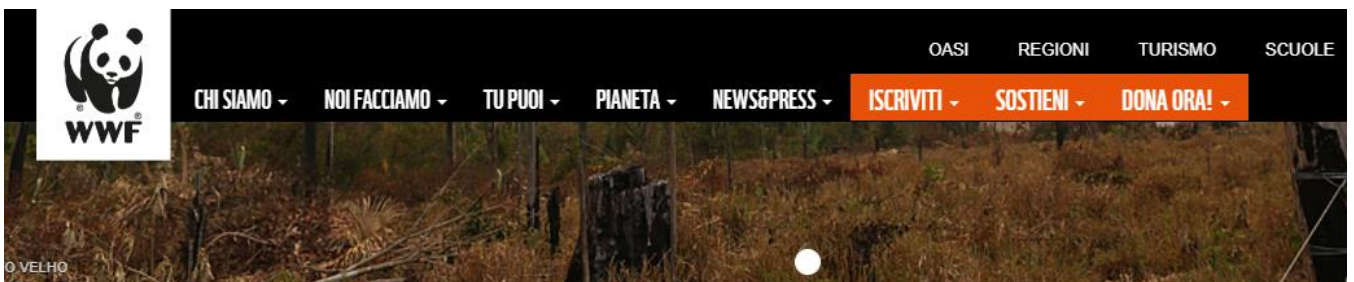 OASI REGIONI TURISMO SCUOLE
CHI SIAMO NOI FACCIAMO TU PUOI PIANETA NEWS&PRESS ISCRIVITI SOSTIENI DONA ORA!
® WWF ®
O VELHO